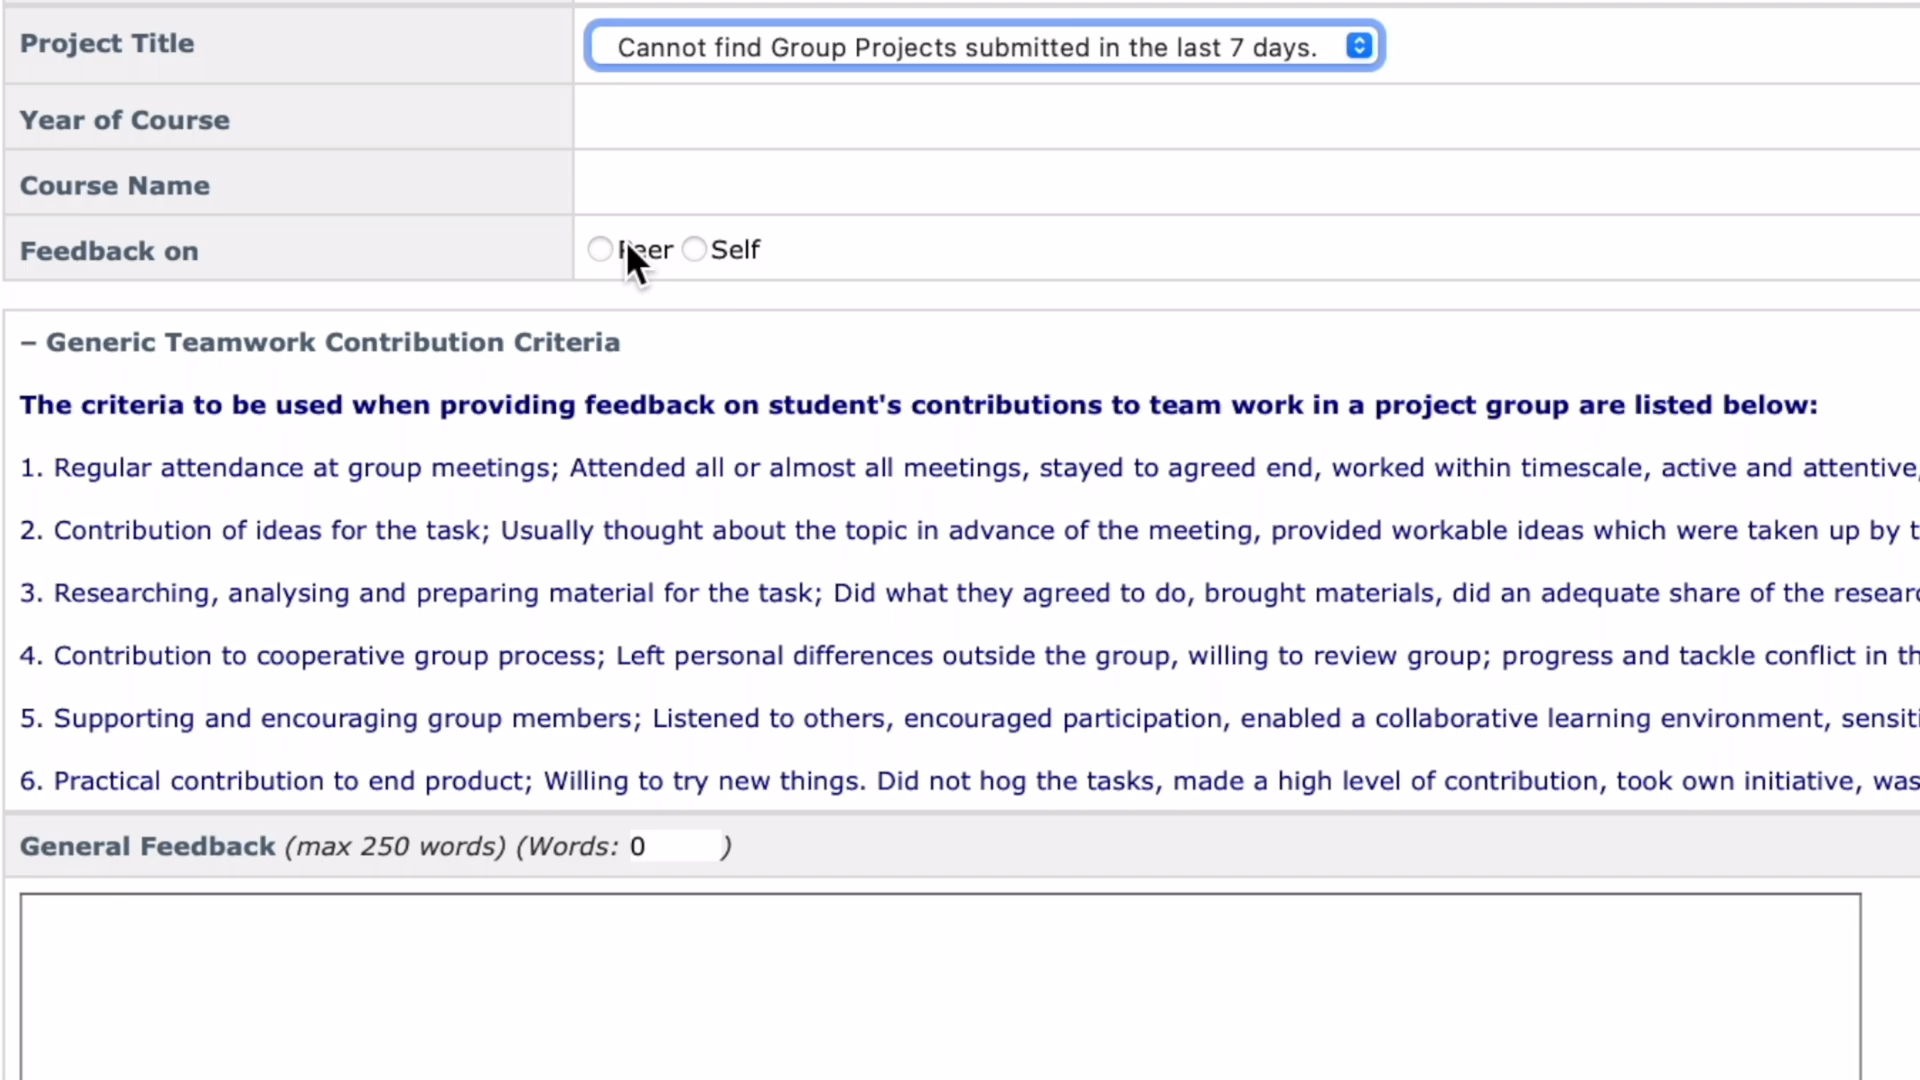 Project Title
Cannot find Group Projects submitted in the last 7 days.
Year of Course
Course Name
Feedback on
Peer Self
– Generic Teamwork Contribution Criteria
The criteria to be used when providing feedback on student's contributions to team work in a project group are listed below:
1. Regular attendance at group meetings; Attended all or almost all meetings, stayed to agreed end, worked within timescale, active and attentive,
2. Contribution of ideas for the task; Usually thought about the topic in advance of the meeting, provided workable ideas which were taken up by
3. Researching, analysing and preparing material for the task; Did what they agreed to do, brought materials, did an adequate share of the
4. Contribution to cooperative group process; Left personal differences outside the group, willing to review group; progress and tackle conflict in
5. Supporting and encouraging group members; Listened to others, encouraged participation, enabled a collaborative learning environment,
6. Practical contribution to end product; Willing to try new things. Did not hog the tasks, made a high level of contribution, took own initiative, was
General Feedback (max 250 words) (Words: 0 )